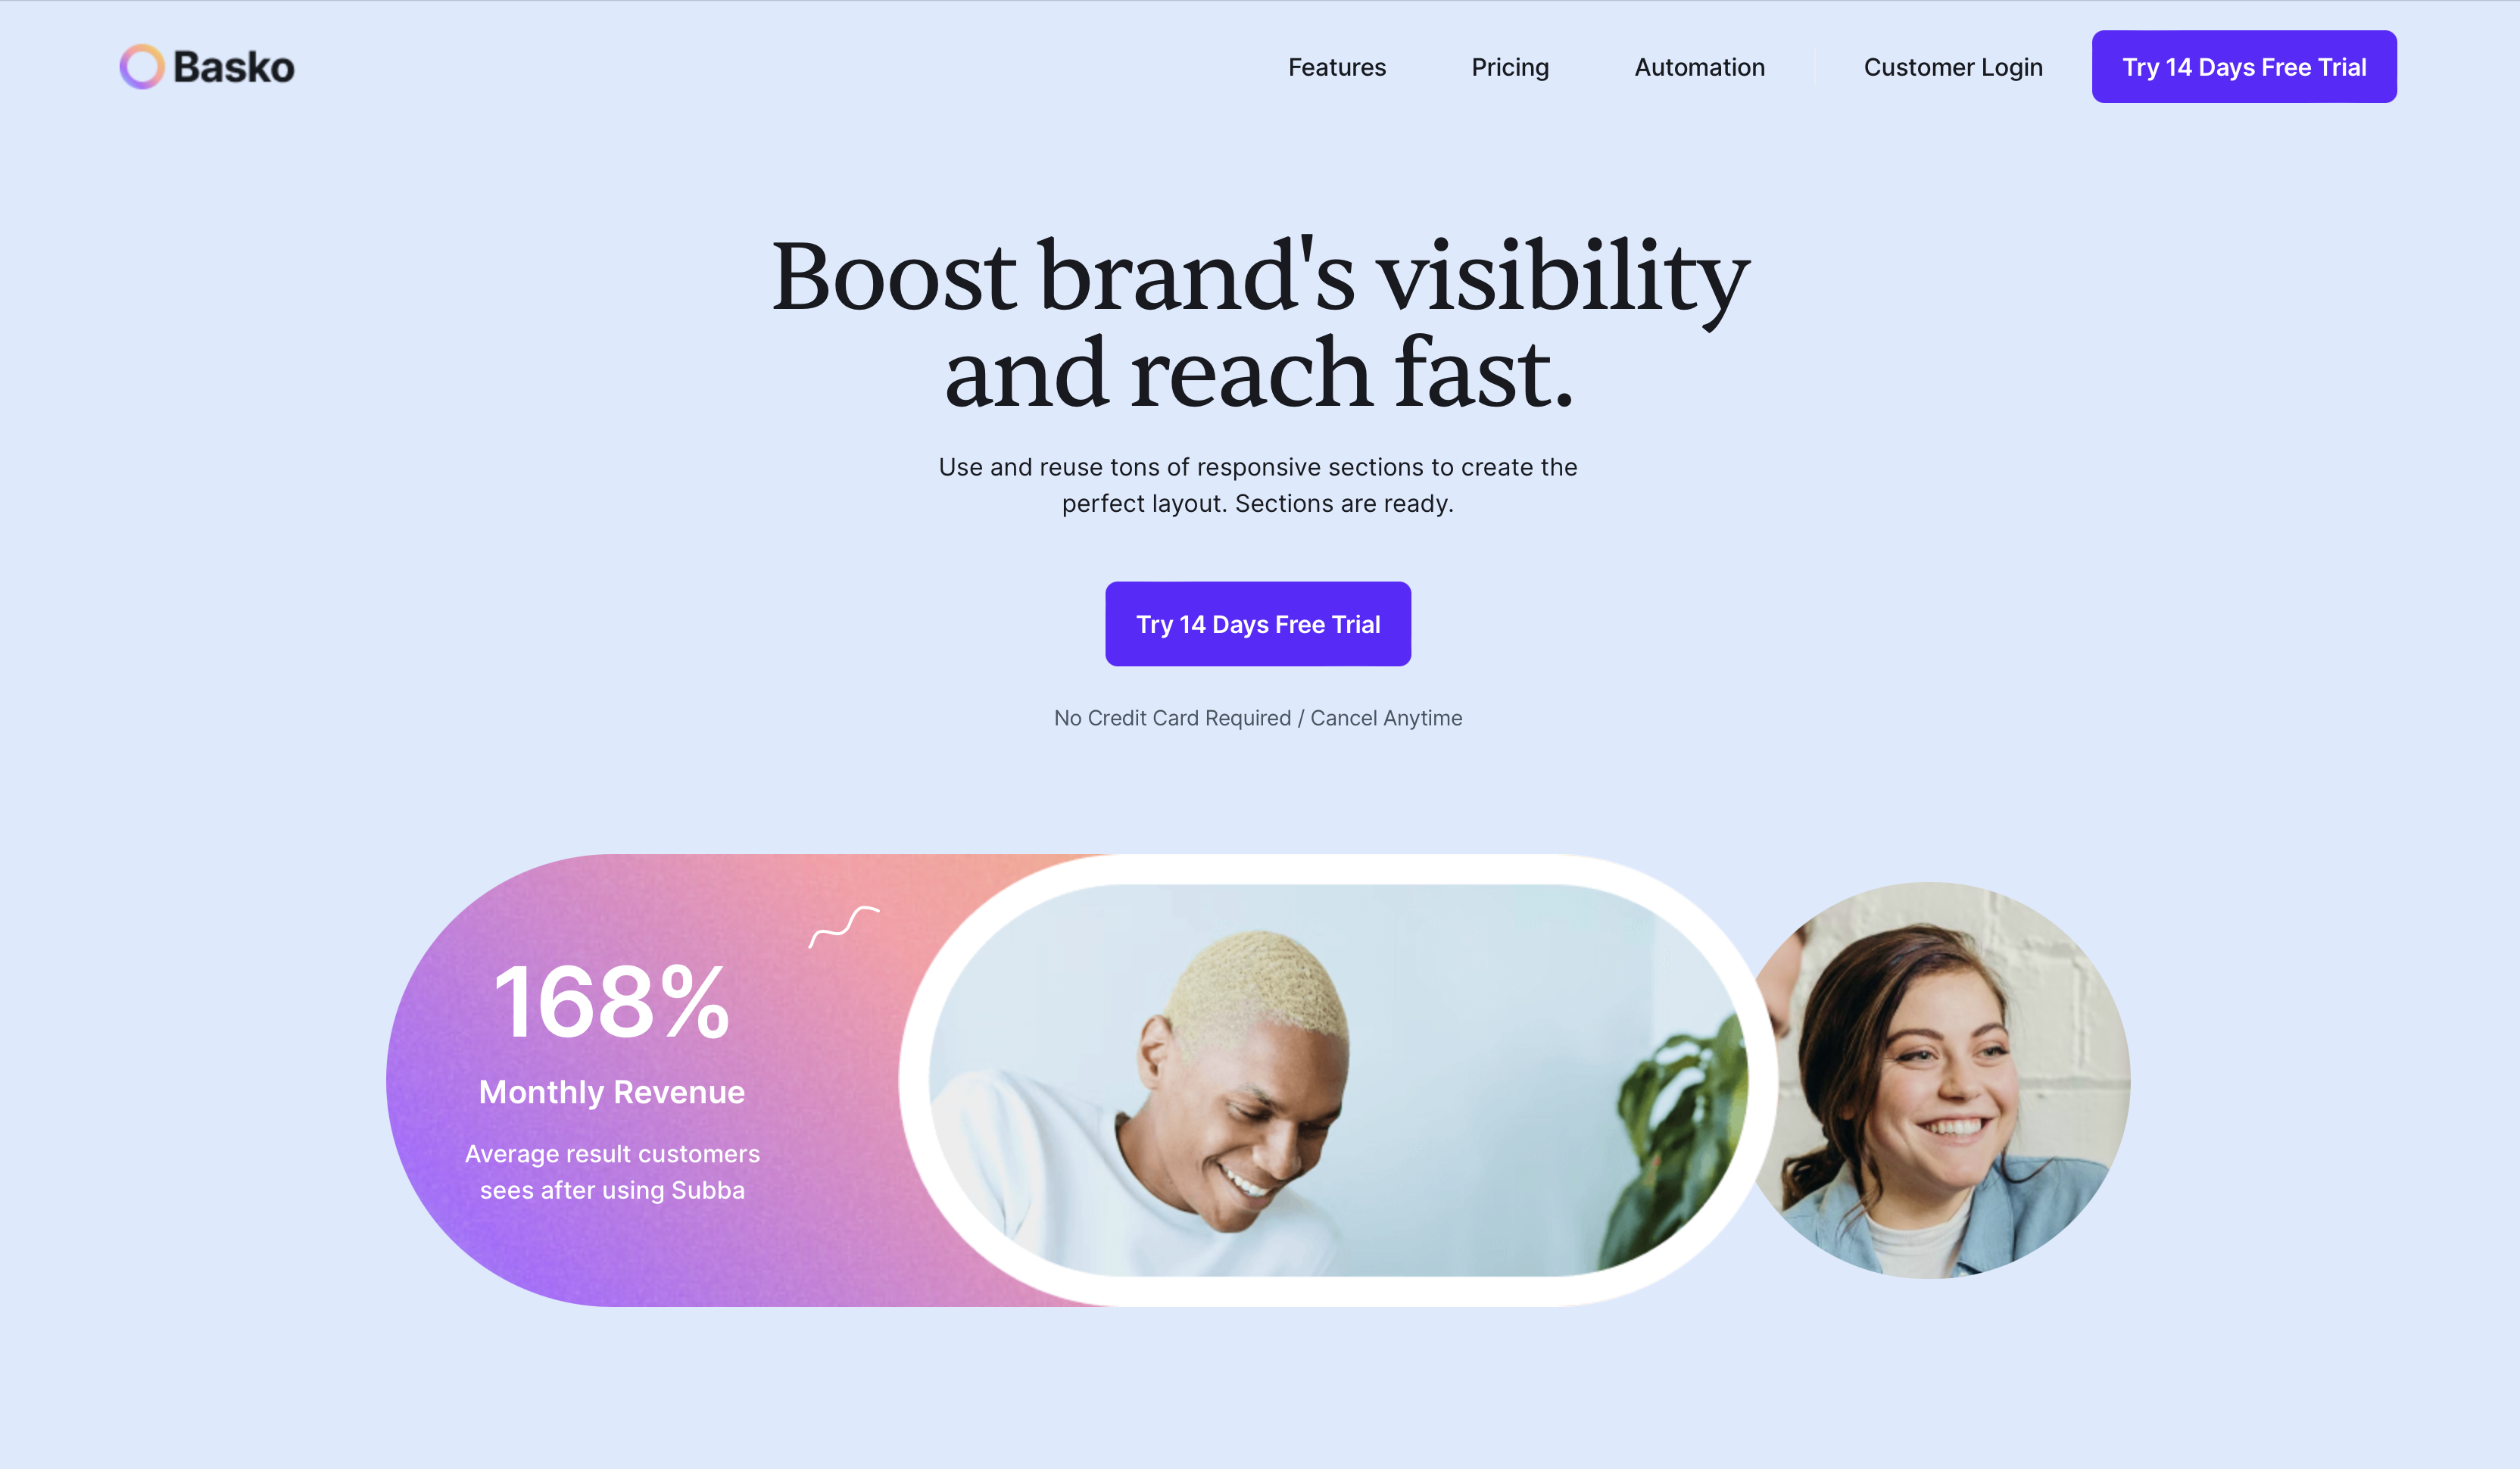 Basko
Features
Pricing
Automation
Customer Login
Try 14 Days Free Trial
Boost brand's visibility
and reach fast.
Use and reuse tons of responsive sections to create the
perfect layout. Sections are ready.
Try 14 Days Free Trial
No Credit Card Required / Cancel Anytime
168%
Monthly Revenue
Average result customers
sees after using Subba